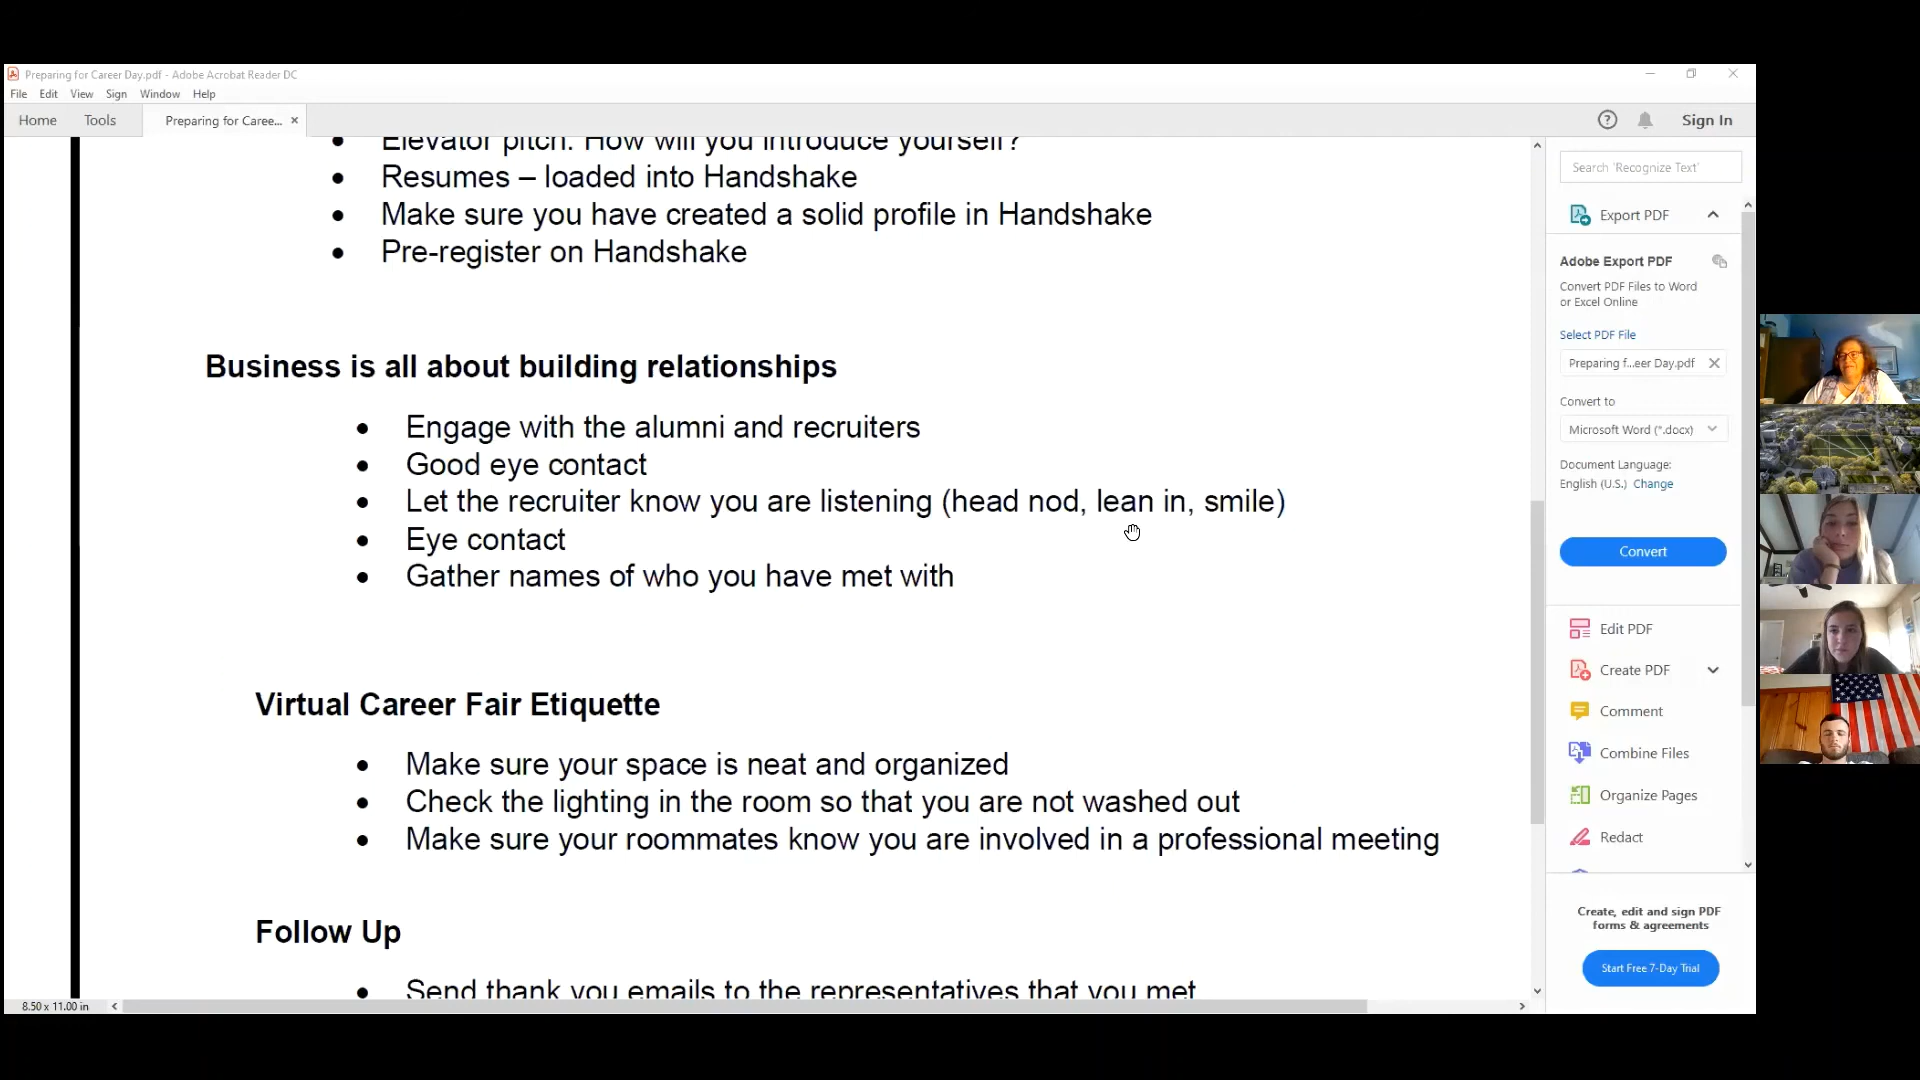 Preparing for Career Day.pdf - Adobe Acrobat Reader DC
File Edit View Sign Window Help
Home Tools Preparing for Caree... × Sign In
• Elevator pitch. How will you introduce yourself?
• Resumes – loaded into Handshake
• Make sure you have created a solid profile in Handshake
• Pre-register on Handshake
Business is all about building relationships
• Engage with the alumni and recruiters
• Good eye contact
• Let the recruiter know you are listening (head nod, lean in, smile)
• Eye contact
• Gather names of who you have met with
Virtual Career Fair Etiquette
• Make sure your space is neat and organized
• Check the lighting in the room so that you are not washed out
• Make sure your roommates know you are involved in a professional meeting
Follow Up
• Send thank you emails to the representatives that you met
8.50 x 11.00 in
Search 'Recognize Text'
Export PDF
Adobe Export PDF
Convert PDF Files to Word
or Excel Online
Select PDF File
Preparing f...eer Day.pdf
Convert to
Microsoft Word (*.docx)
Document Language:
English (U.S.) Change
Convert
Edit PDF
Create PDF
Comment
Combine Files
Organize Pages
Redact
Create, edit and sign PDF
forms & agreements
Start Free 7-Day Trial